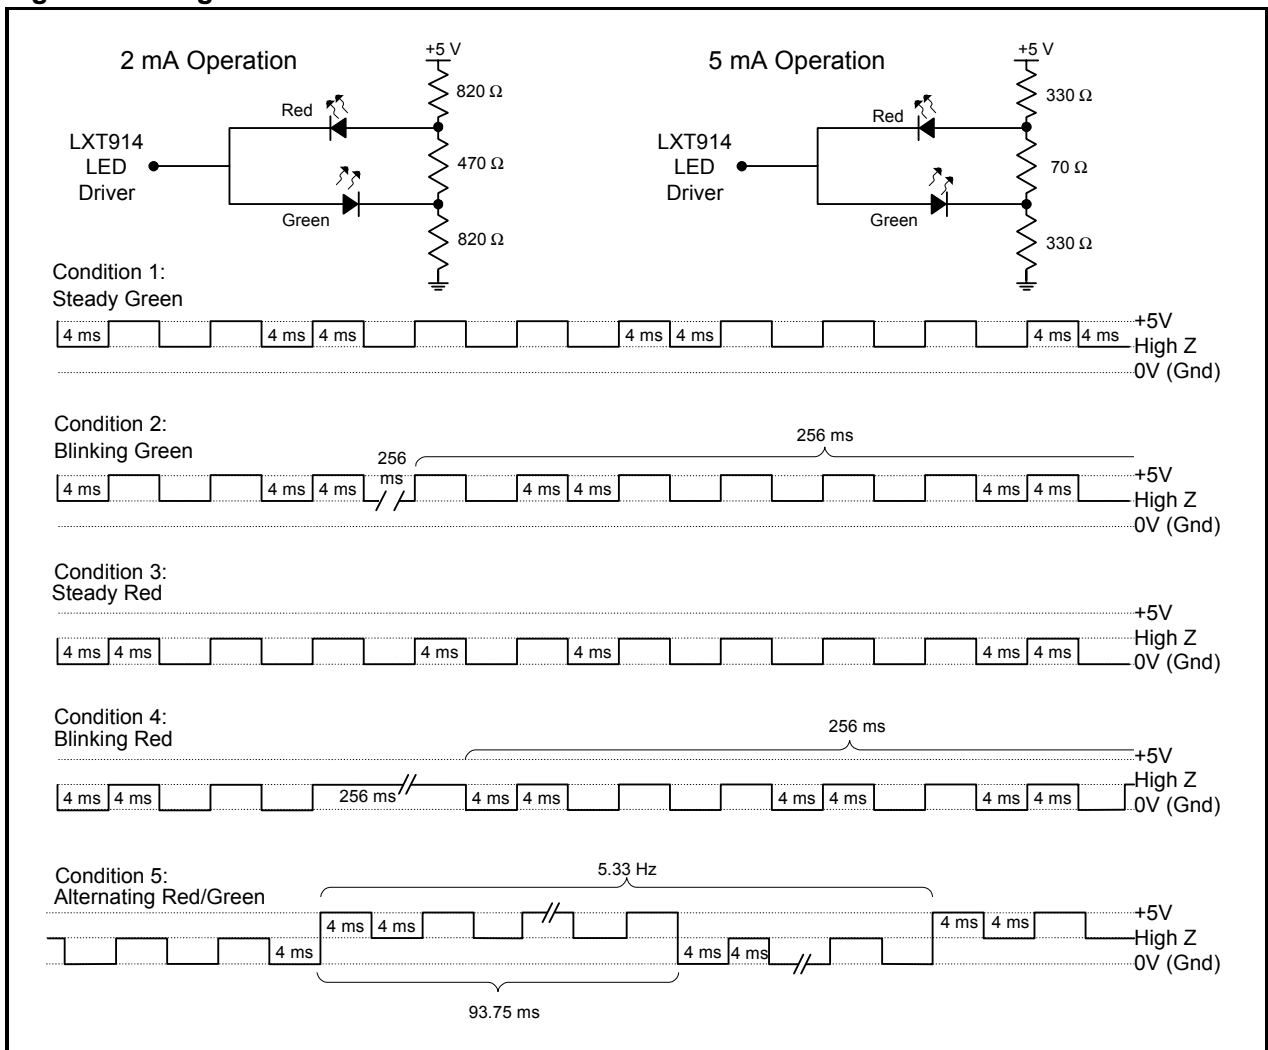 2 mA Operation
+5 V
820 Ω
Red
LXT914
LED
Driver
470 Ω
Green
820 Ω
5 mA Operation
+5 V
330 Ω
Red
LXT914
LED
Driver
70 Ω
Green
330 Ω
Condition 1:
Steady Green
4 ms 4 ms 4 ms 4 ms 4 ms 4 ms 4 ms
+5V
High Z
0V (Gnd)
Condition 2:
Blinking Green
256 ms
256
ms
4 ms 4 ms 4 ms 4 ms 4 ms 4 ms 4 ms
+5V
High Z
0V (Gnd)
Condition 3:
Steady Red
+5V
4 ms 4 ms 4 ms 4 ms 4 ms 4 ms
High Z
0V (Gnd)
Condition 4:
Blinking Red
256 ms
+5V
4 ms 4 ms 256 ms 4 ms 4 ms 4 ms 4 ms 4 ms 4 ms
High Z
0V (Gnd)
Condition 5:
Alternating Red/Green
5.33 Hz
4 ms 4 ms 4 ms 4 ms
+5V
High Z
4 ms 4 ms 4 ms
0V (Gnd)
93.75 ms